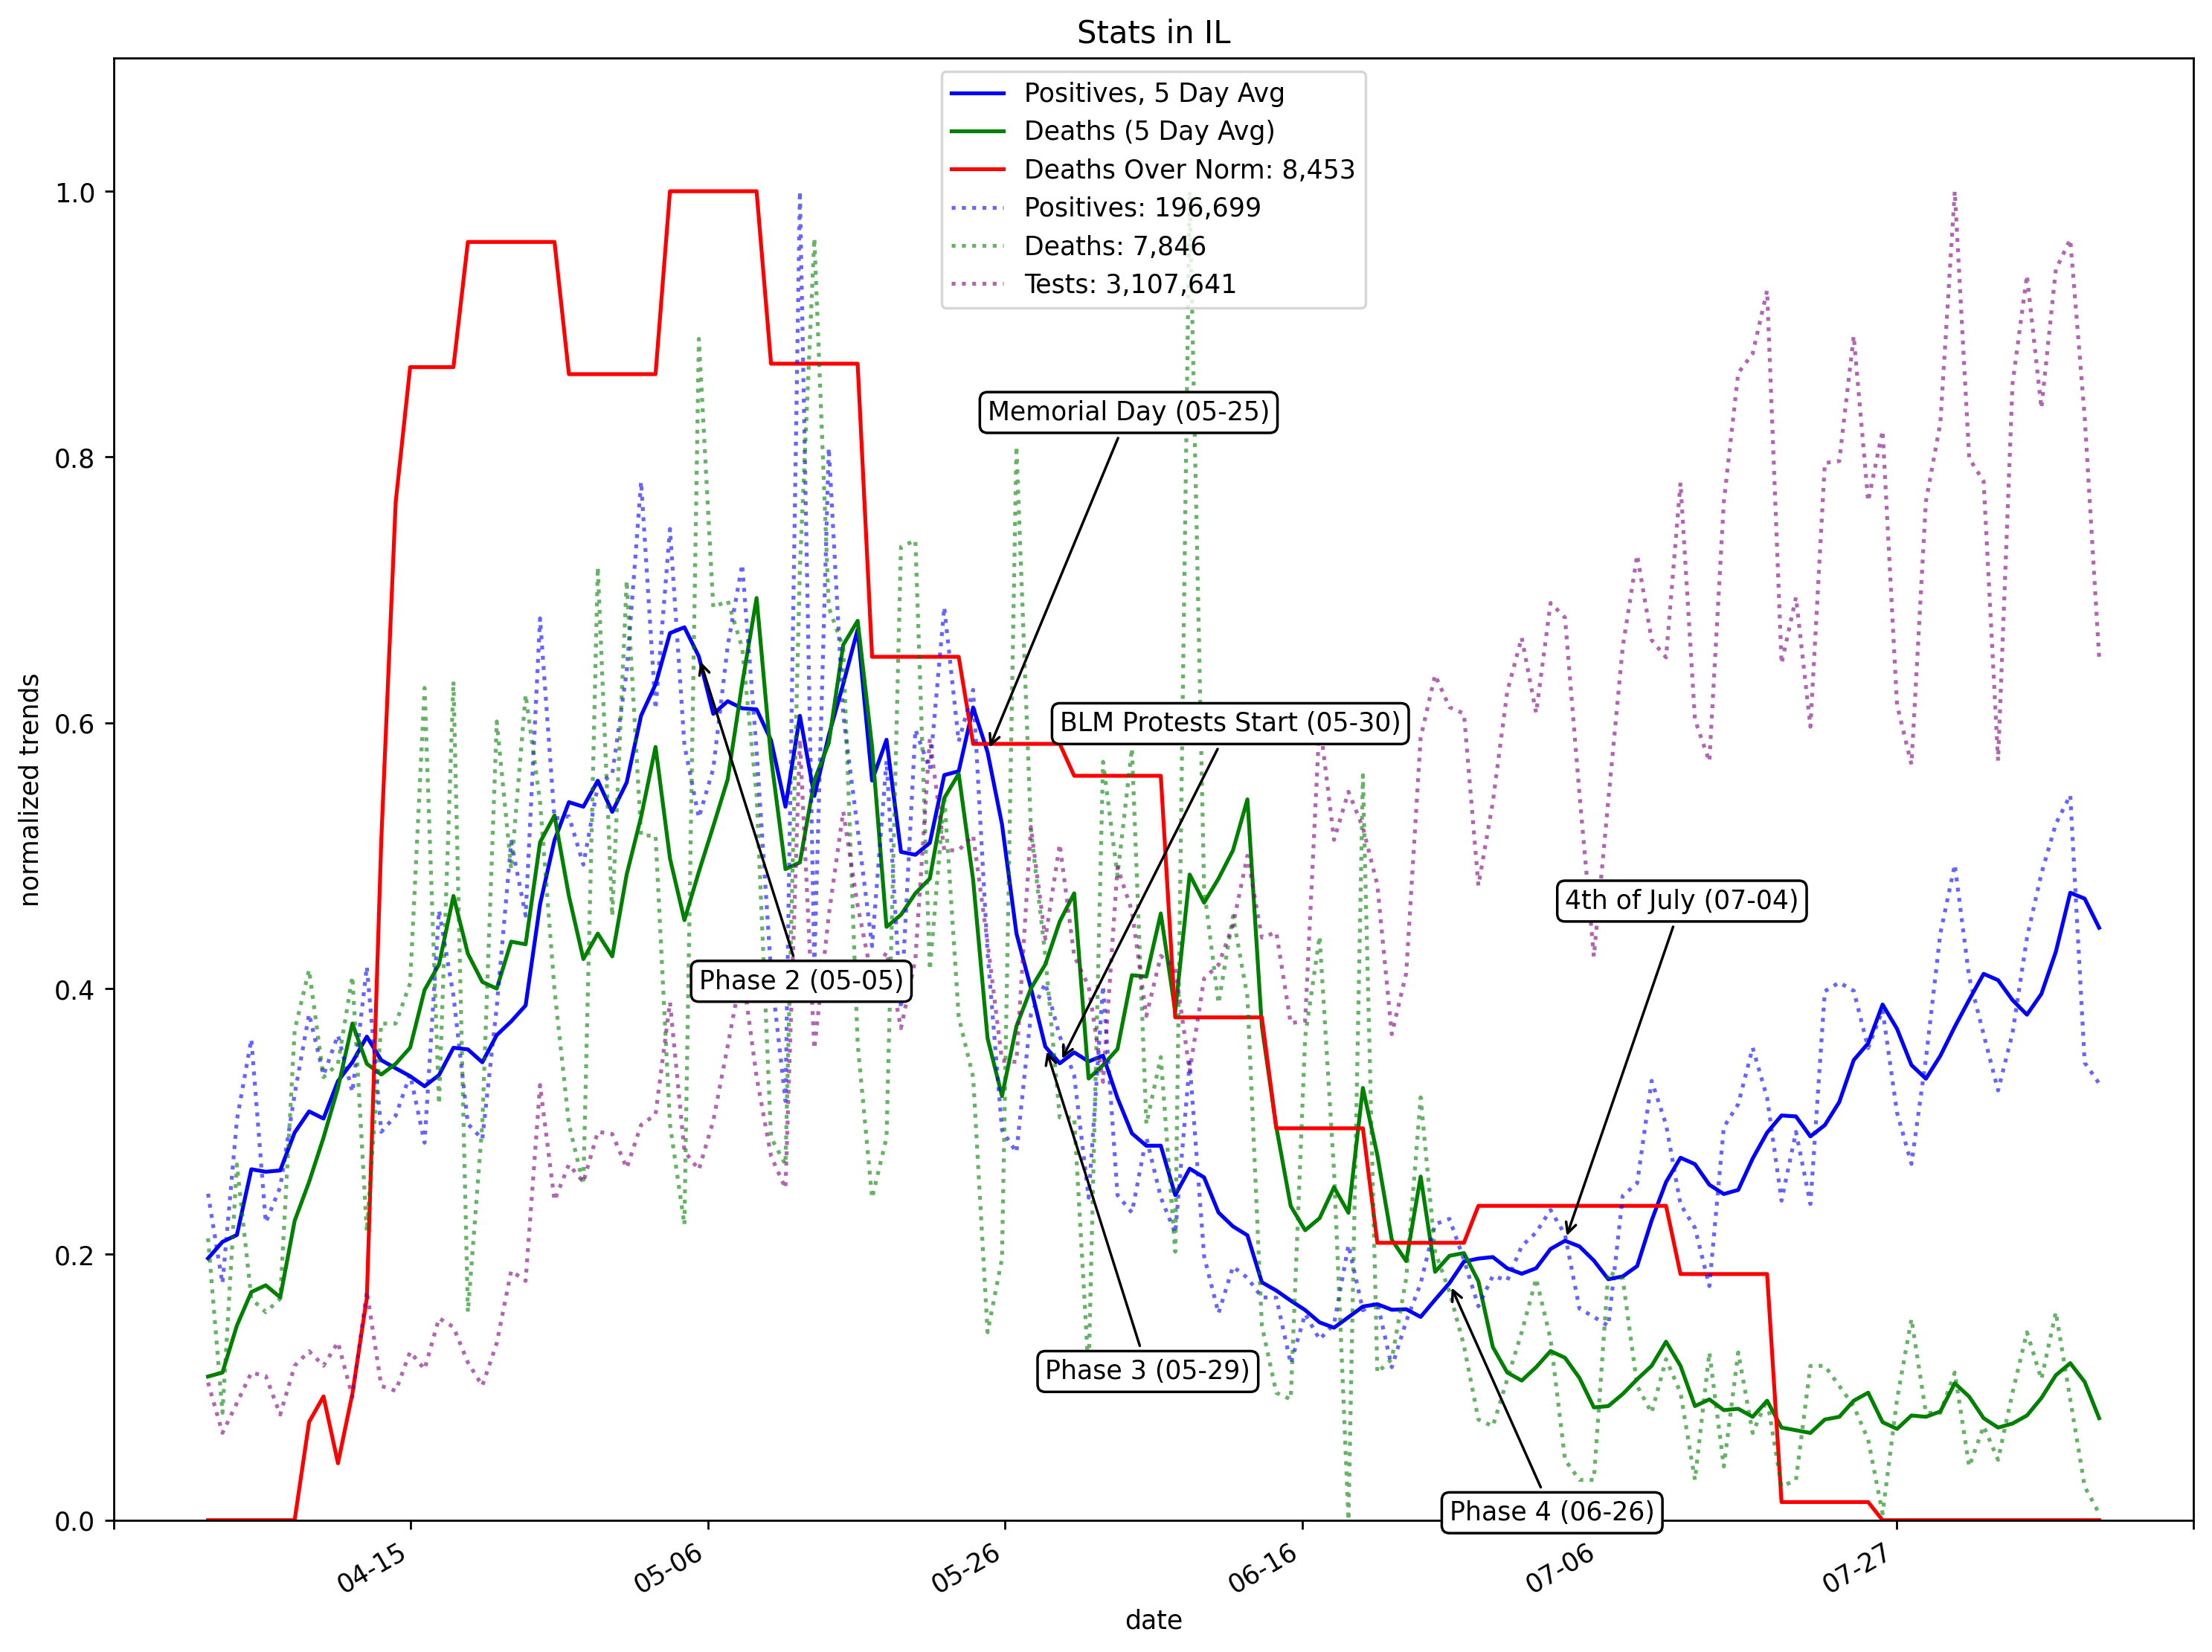 Stats in IL
Positives, 5 Day Avg
Deaths (5 Day Avg)
Deaths Over Norm: 8,453
Positives: 196,699
Deaths: 7,846
Tests: 3,107,641
1.0
0.8
0.6
0.4
0.2
0.0
normalized trends
Memorial Day (05-25)
BLM Protests Start (05-30)
4th of July (07-04)
Phase 2 (05-05)
Phase 3 (05-29)
Phase 4 (06-26)
04-15
05-06
05-26
06-16
07-06
07-27
date